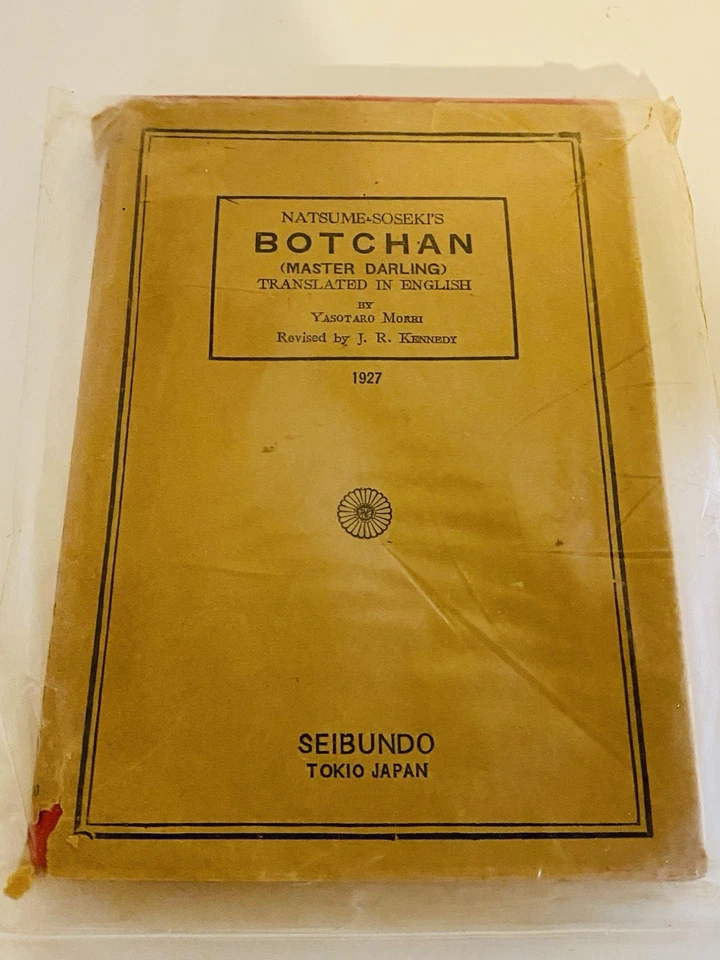 NATSUME-SOSEKI'S
BOTCHAN
(MASTER DARLING)
TRANSLATED IN ENGLISH
BY
YASOTARO MORRI
Revised by J. R. KENNEDY
1927
SEIBUNDO
TOKIO JAPAN